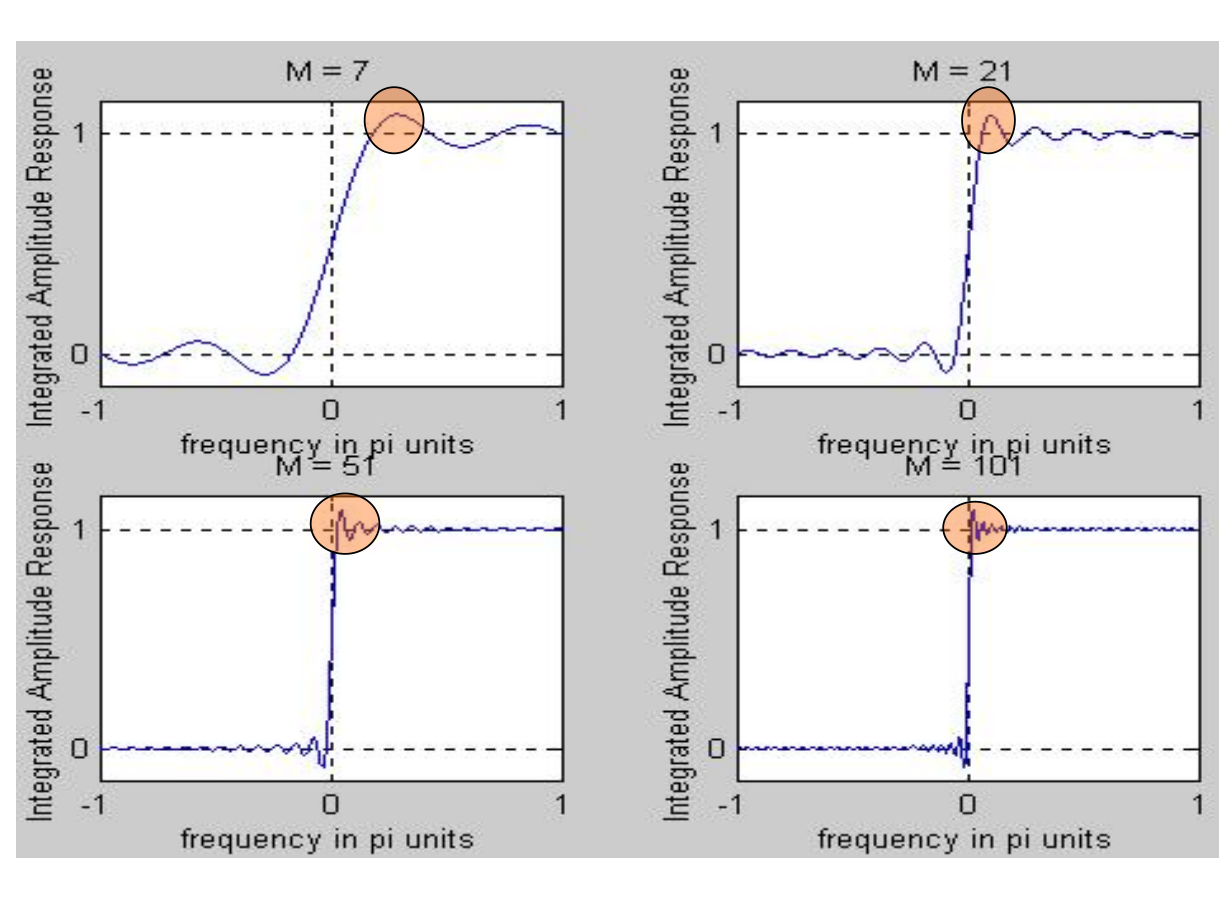 M = 7
Integrated Amplitude Response
1
0
-1 0 1
frequency in pi units
M = 21
Integrated Amplitude Response
1
0
-1 0 1
frequency in pi units
M = 51
Integrated Amplitude Response
1
0
-1 0 1
frequency in pi units
M = 101
Integrated Amplitude Response
1
0
-1 0 1
frequency in pi units